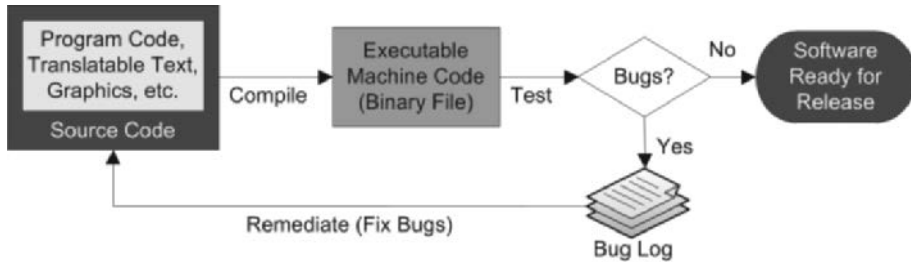 Program Code,
Translatable Text,
Graphics, etc.
Source Code
Compile
Executable
Machine Code
(Binary File)
Test
Bugs?
No
Software
Ready for
Release
Yes
Bug Log
Remediate (Fix Bugs)